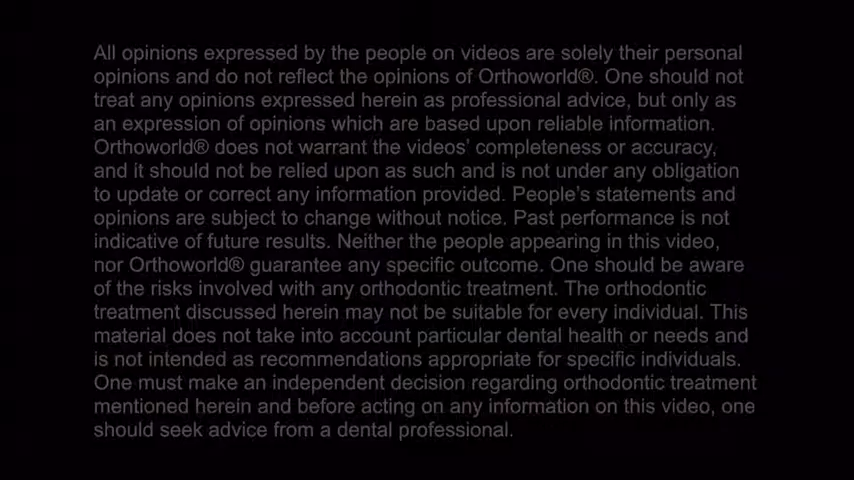 All opinions expressed by the people on videos are solely their personal
opinions and do not reflect the opinions of Orthoworld®. One should not
treat any opinions expressed herein as professional advice, but only as
an expression of opinions which are based upon reliable information.
Orthoworld® does not warrant the videos’ completeness or accuracy,
and it should not be relied upon as such and is not under any obligation
to update or correct any information provided. People’s statements and
opinions are subject to change without notice. Past performance is not
indicative of future results. Neither the people appearing in this video,
nor Orthoworld® guarantee any specific outcome. One should be aware
of the risks involved with any orthodontic treatment. The orthodontic
treatment discussed herein may not be suitable for every individual. This
material does not take into account particular dental health or needs and
is not intended as recommendations appropriate for specific individuals.
One must make an independent decision regarding orthodontic treatment
mentioned herein and before acting on any information on this video, one
should seek advice from a dental professional.